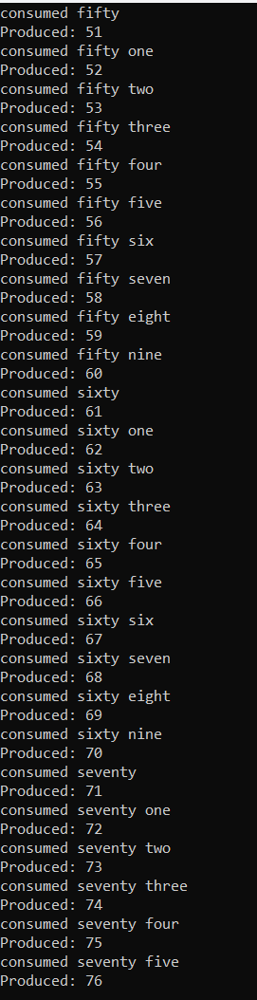 consumed fifty
Produced: 51
consumed fifty one
Produced: 52
consumed fifty two
Produced: 53
consumed fifty three
Produced: 54
consumed fifty four
Produced: 55
consumed fifty five
Produced: 56
consumed fifty six
Produced: 57
consumed fifty seven
Produced: 58
consumed fifty eight
Produced: 59
consumed fifty nine
Produced: 60
consumed sixty
Produced: 61
consumed sixty one
Produced: 62
consumed sixty two
Produced: 63
consumed sixty three
Produced: 64
consumed sixty four
Produced: 65
consumed sixty five
Produced: 66
consumed sixty six
Produced: 67
consumed sixty seven
Produced: 68
consumed sixty eight
Produced: 69
consumed sixty nine
Produced: 70
consumed seventy
Produced: 71
consumed seventy one
Produced: 72
consumed seventy two
Produced: 73
consumed seventy three
Produced: 74
consumed seventy four
Produced: 75
consumed seventy five
Produced: 76